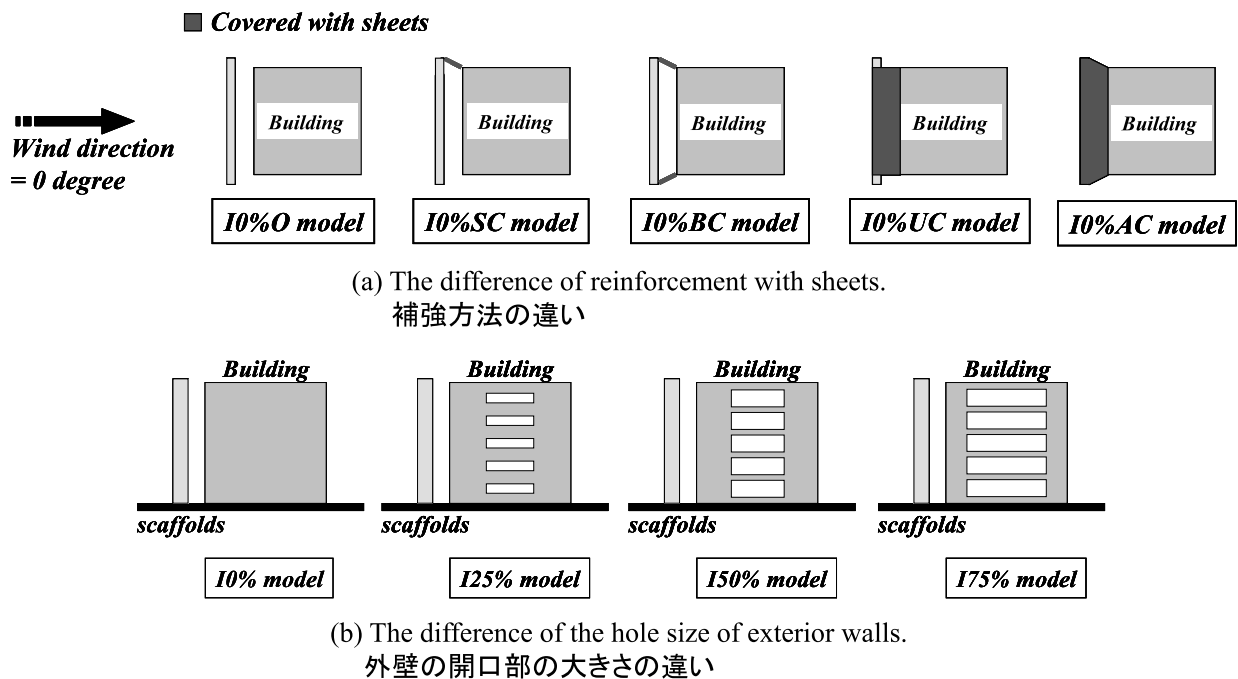 Covered with sheets
Wind direction
= 0 degree
Building
Building
Building
Building
Building
I0%O model
I0%SC model
I0%BC model
I0%UC model
I0%AC model
(a) The difference of reinforcement with sheets.
補強方法の違い
Building
Building
Building
Building
scaffolds
scaffolds
scaffolds
scaffolds
I0% model
I25% model
I50% model
I75% model
(b) The difference of the hole size of exterior walls.
外壁の開口部の大きさの違い